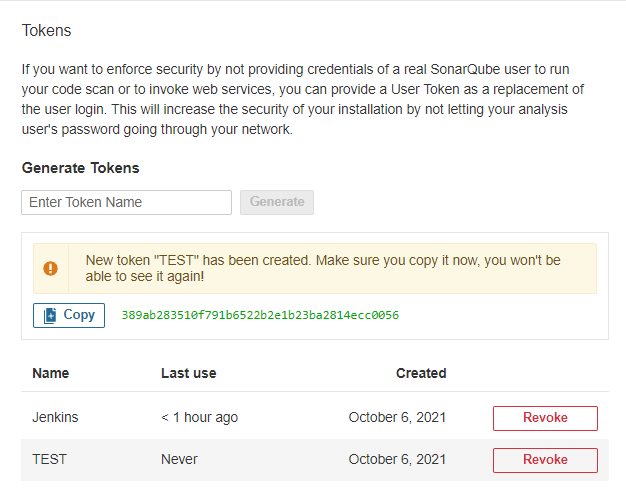 Tokens
If you want to enforce security by not providing credentials of a real SonarQube user to run
your code scan or to invoke web services, you can provide a User Token as a replacement of
the user login. This will increase the security of your installation by not letting your analysis
user's password going through your network.
Generate Tokens
Enter Token Name Generate
New token "TEST" has been created. Make sure you copy it now, you won't be
able to see it again!
Copy 389ab283510f791b6522b2e1b23ba2814ecc0056
Name Last use Created
Jenkins < 1 hour ago October 6, 2021 Revoke
TEST Never October 6, 2021 Revoke